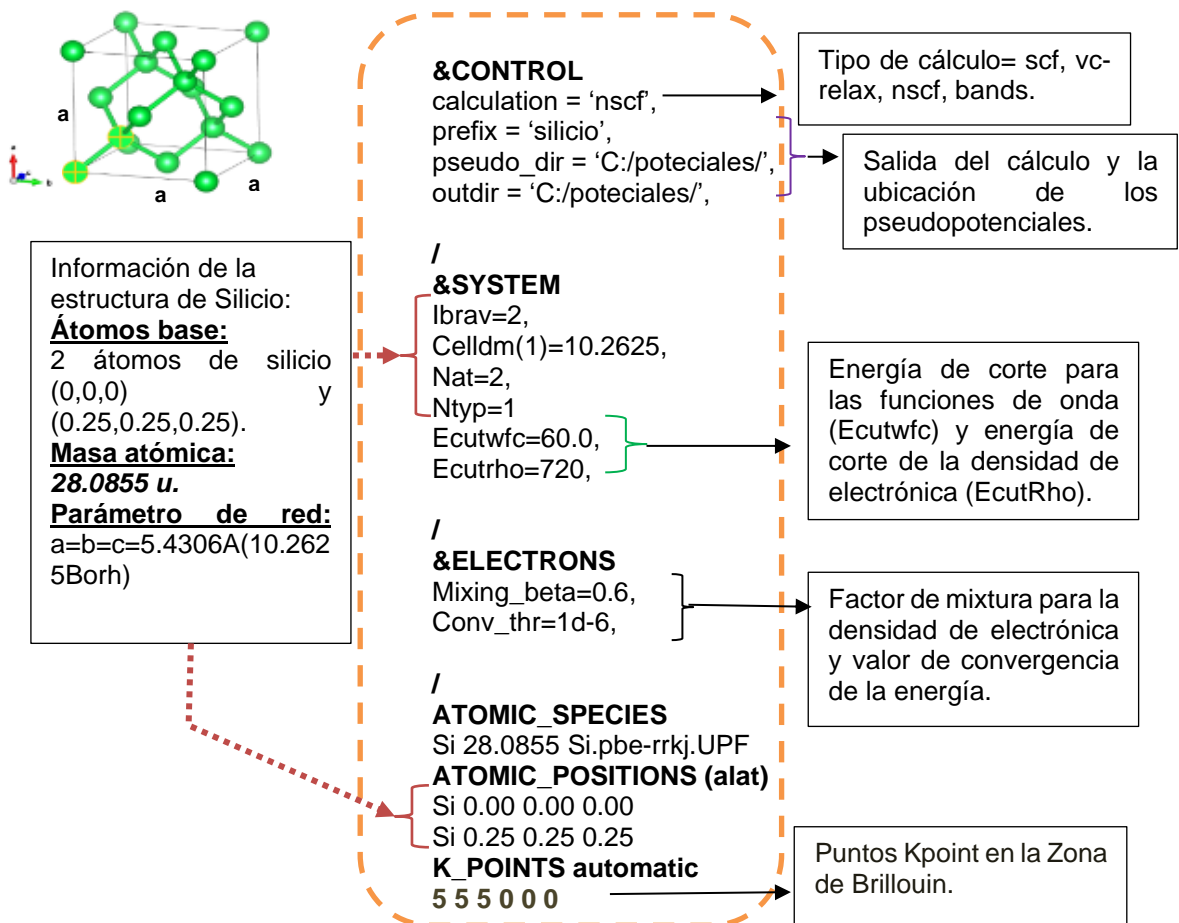 a
a
a
Información de la
estructura de Silicio:
Átomos base:
2 átomos de silicio
(0,0,0) y
(0.25,0.25,0.25).
Masa atómica:
28.0855 u.
Parámetro de red:
a=b=c=5.4306A(10.262
5Borh)
&CONTROL
calculation = ‘nscf’,
prefix = ‘silicio’,
pseudo_dir = ‘C:/poteciales/’,
outdir = ‘C:/poteciales/’,
/
&SYSTEM
Ibrav=2,
Celldm(1)=10.2625,
Nat=2,
Ntyp=1
Ecutwfc=60.0,
Ecutrho=720,
/
&ELECTRONS
Mixing_beta=0.6,
Conv_thr=1d-6,
/
ATOMIC_SPECIES
Si 28.0855 Si.pbe-rrkj.UPF
ATOMIC_POSITIONS (alat)
Si 0.00 0.00 0.00
Si 0.25 0.25 0.25
K_POINTS automatic
5 5 5 0 0 0
Tipo de cálculo= scf, vc-
relax, nscf, bands.
Salida del cálculo y la
ubicación de los
pseudopotenciales.
Energía de corte para
las funciones de onda
(Ecutwfc) y energía de
corte de la densidad de
electrónica (EcutRho).
Factor de mixtura para la
densidad de electrónica
y valor de convergencia
de la energía.
Puntos Kpoint en la Zona
de Brillouin.